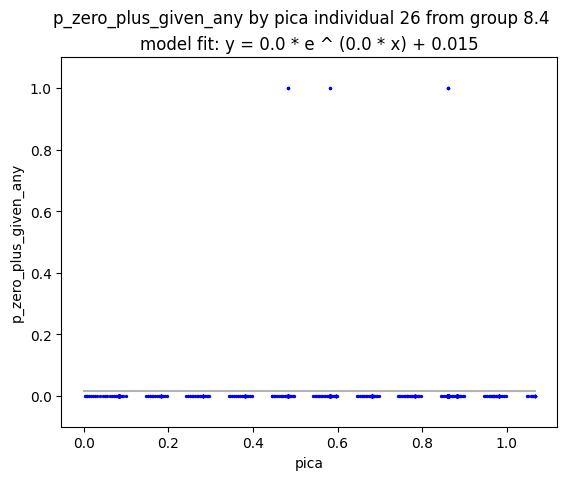 p_zero_plus_given_any by pica individual 26 from group 8.4
model fit: y = 0.0 * e ^ (0.0 * x) + 0.015
1.0
0.8
0.6
0.4
0.2
0.0
p_zero_plus_given_any
0.0 0.2 0.4 0.6 0.8 1.0
pica